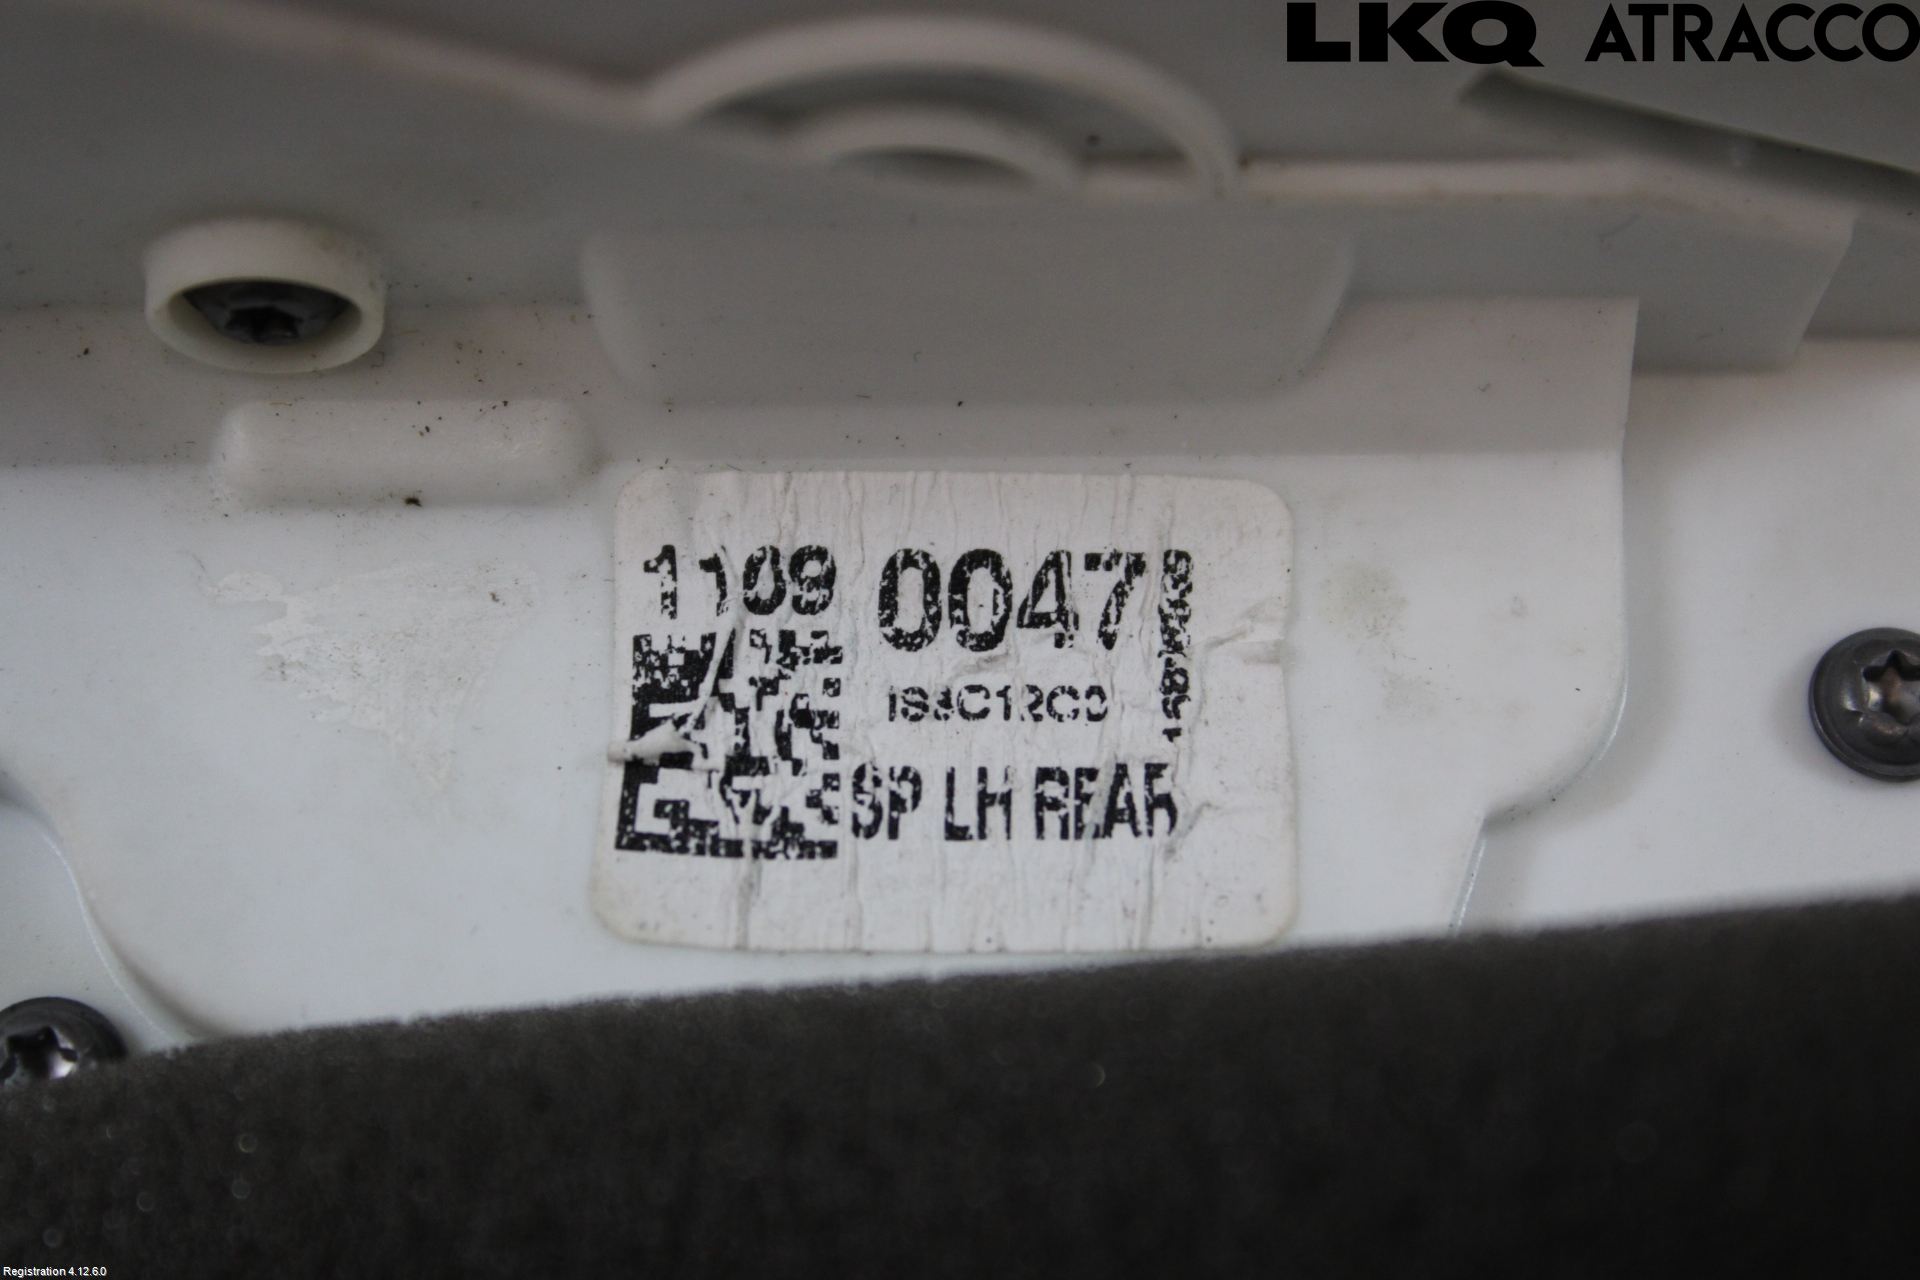 LKQ ATRACCO
1109 0047
SP LH REAR
Registration 4.12.6.0